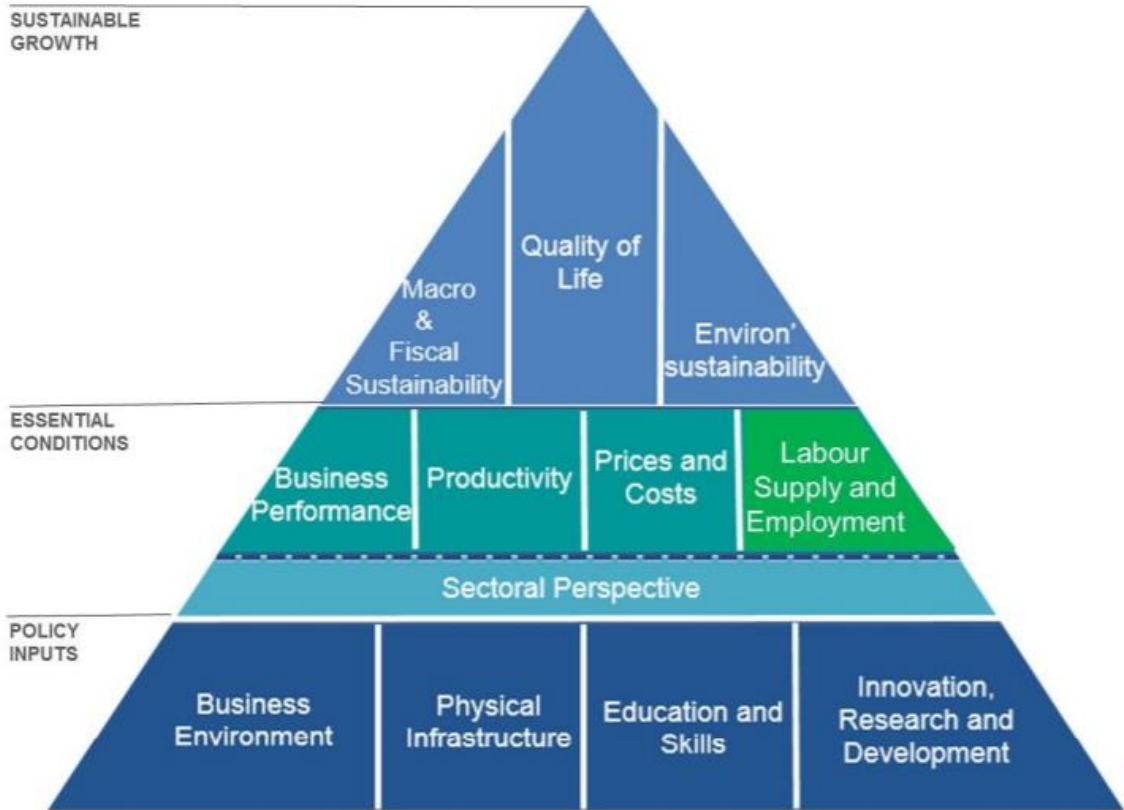 SUSTAINABLE
GROWTH
Quality of
Life
Macro
&
Fiscal
Sustainability
Environ’
sustainability
ESSENTIAL
CONDITIONS
Business
Performance
Productivity
Prices and
Costs
Labour
Supply and
Employment
Sectoral Perspective
POLICY
INPUTS
Business
Environment
Physical
Infrastructure
Education and
Skills
Innovation,
Research and
Development